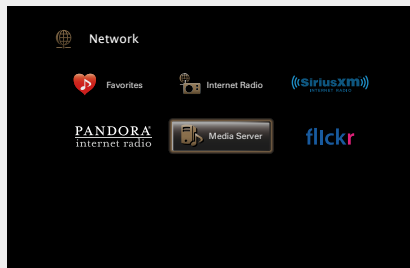 Network
Favorites
Internet Radio
((SiriusXM))
INTERNET RADIO
PANDORA®
internet radio
Media Server
flickr